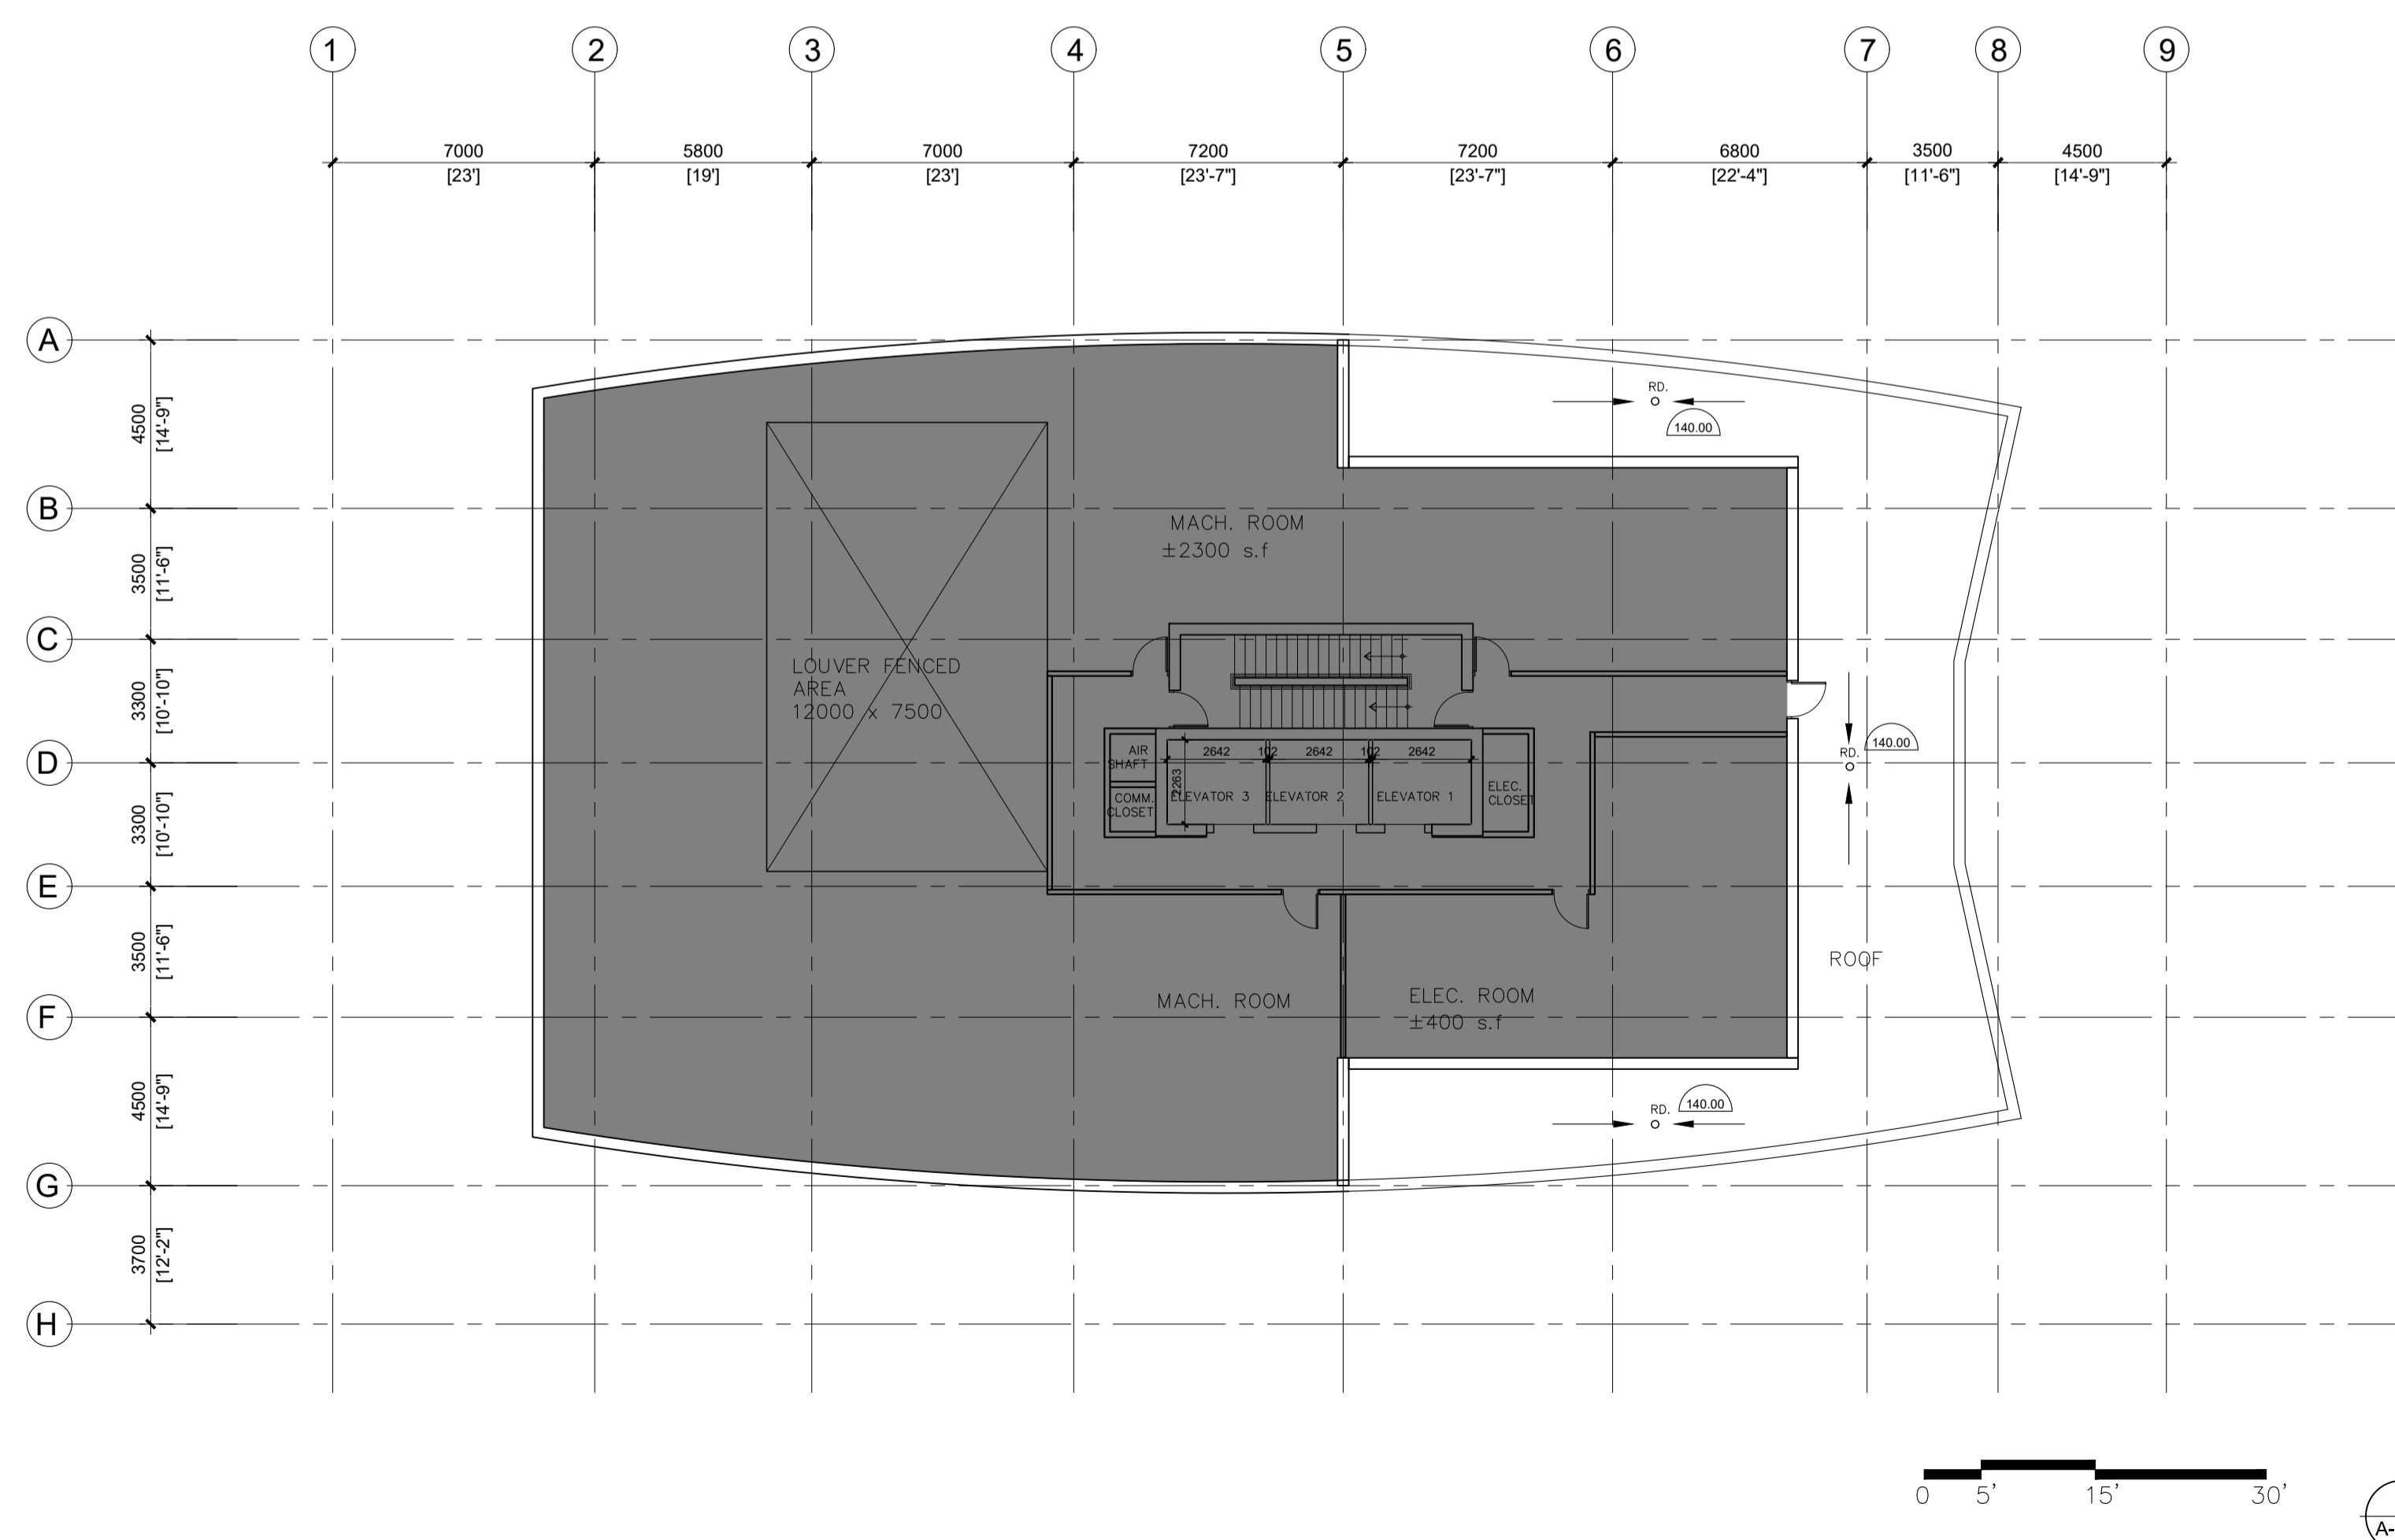 1 2 3 4 5 6 7 8 9
7000 5800 7000 7200 7200 6800 3500 4500
[23'] [19'] [23'] [23'-7"] [23'-7"] [22'-4"] [11'-6"] [14'-9"]
A
4500
[14'-9"]
B
3500
[11'-6"]
C
3300
[10'-10"]
D
3300
[10'-10"]
E
3500
[11'-6"]
F
4500
[14'-9"]
G
3700
[12'-2"]
H
RD.
140.00
MACH. ROOM
±2300 s.f
LOUVER FENCED
AREA
12000 x 7500
AIR
SHAFT
COMM.
CLOSET
2642 102 2642 102 2642
2263
ELEVATOR 3 ELEVATOR 2 ELEVATOR 1
ELEC.
CLOSET
140.00
RD.
ROOF
MACH. ROOM
ELEC. ROOM
±400 s.f
RD.
140.00
0 5' 15' 30'
A-